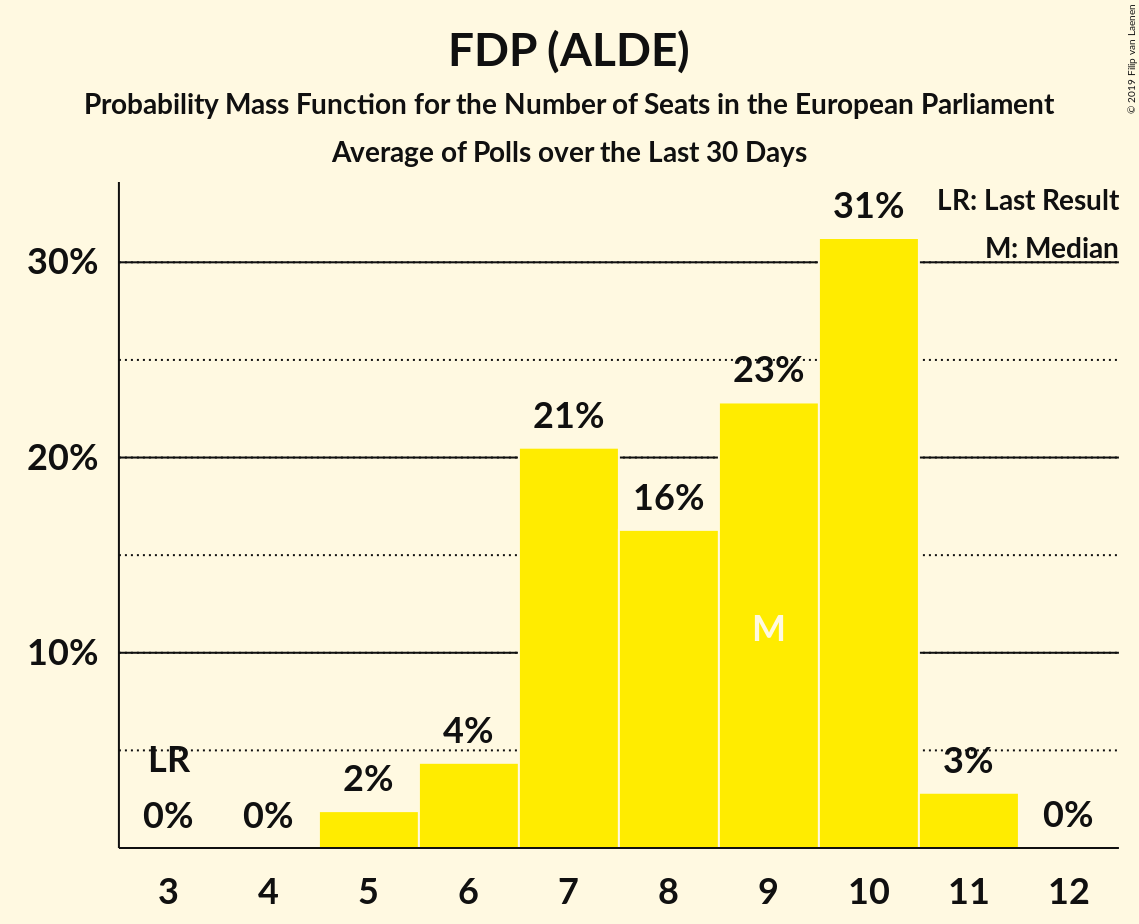 FDP (ALDE)
Probability Mass Function for the Number of Seats in the European Parliament
Average of Polls over the Last 30 Days
© 2019 Filip van Laenen
LR: Last Result
M: Median
30%
20%
10%
LR
0%
0%
2%
4%
21%
16%
23%
M
31%
3%
0%
3 4 5 6 7 8 9 10 11 12